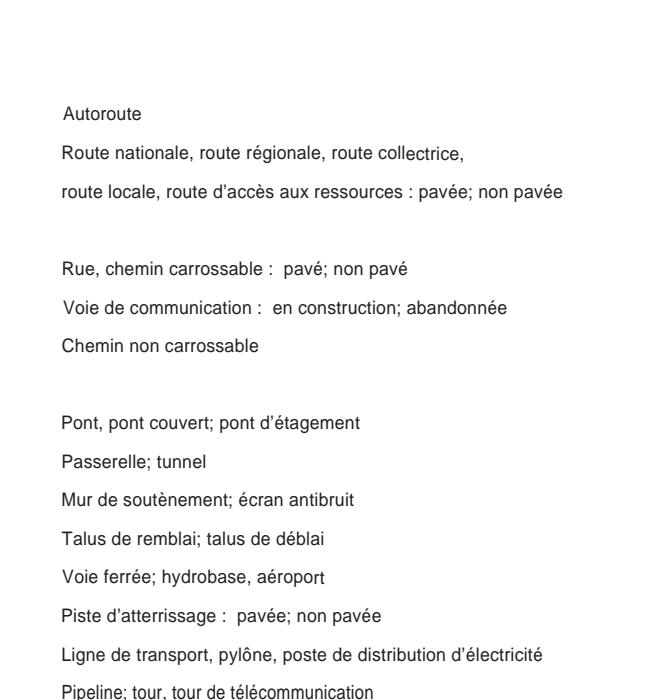 Autoroute
Route nationale, route régionale, route collectrice,
route locale, route d'accès aux ressources : pavée; non pavée
Rue, chemin carrossable : pavé; non pavé
Voie de communication : en construction; abandonnée
Chemin non carrossable
Pont, pont couvert; pont d'étagement
Passerelle; tunnel
Mur de soutènement; écran antibruit
Talus de remblai; talus de déblai
Voie ferrée; hydrobase, aéroport
Piste d'atterrissage : pavée; non pavée
Ligne de transport, pylône, poste de distribution d'électricité
Pipeline; tour, tour de télécommunication